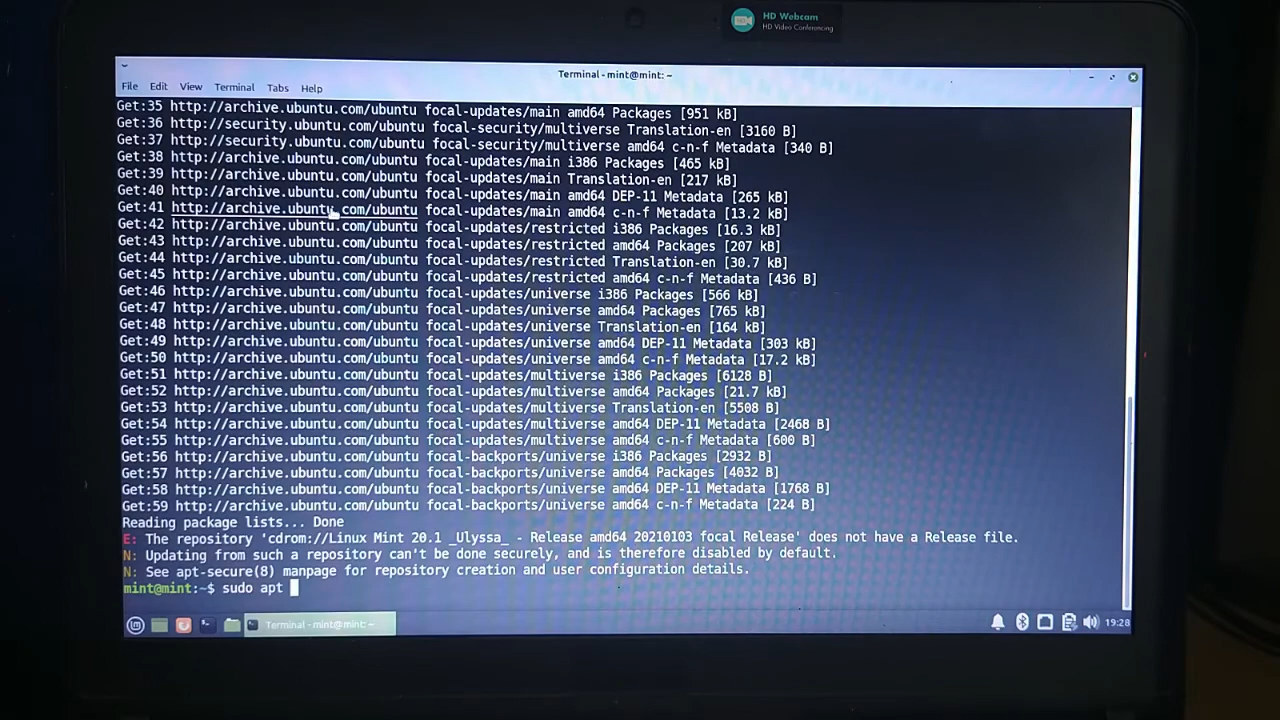 HD Webcam
HD Video Conferencing
Terminal - mint@mint: ~
File Edit View Terminal Tabs Help
Get:35 http://archive.ubuntu.com/ubuntu focal-updates/main amd64 Packages [951 kB]
Get:36 http://security.ubuntu.com/ubuntu focal-security/multiverse Translation-en [3160 B]
Get:37 http://security.ubuntu.com/ubuntu focal-security/multiverse amd64 c-n-f Metadata [340 B]
Get:38 http://archive.ubuntu.com/ubuntu focal-updates/main i386 Packages [465 kB]
Get:39 http://archive.ubuntu.com/ubuntu focal-updates/main Translation-en [217 kB]
Get:40 http://archive.ubuntu.com/ubuntu focal-updates/main amd64 DEP-11 Metadata [265 kB]
Get:41 http://archive.ubuntu.com/ubuntu focal-updates/main amd64 c-n-f Metadata [13.2 kB]
Get:42 http://archive.ubuntu.com/ubuntu focal-updates/restricted i386 Packages [16.3 kB]
Get:43 http://archive.ubuntu.com/ubuntu focal-updates/restricted amd64 Packages [207 kB]
Get:44 http://archive.ubuntu.com/ubuntu focal-updates/restricted Translation-en [30.7 kB]
Get:45 http://archive.ubuntu.com/ubuntu focal-updates/restricted amd64 c-n-f Metadata [436 B]
Get:46 http://archive.ubuntu.com/ubuntu focal-updates/universe i386 Packages [566 kB]
Get:47 http://archive.ubuntu.com/ubuntu focal-updates/universe amd64 Packages [765 kB]
Get:48 http://archive.ubuntu.com/ubuntu focal-updates/universe Translation-en [164 kB]
Get:49 http://archive.ubuntu.com/ubuntu focal-updates/universe amd64 DEP-11 Metadata [303 kB]
Get:50 http://archive.ubuntu.com/ubuntu focal-updates/universe amd64 c-n-f Metadata [17.2 kB]
Get:51 http://archive.ubuntu.com/ubuntu focal-updates/multiverse i386 Packages [6128 B]
Get:52 http://archive.ubuntu.com/ubuntu focal-updates/multiverse amd64 Packages [21.7 kB]
Get:53 http://archive.ubuntu.com/ubuntu focal-updates/multiverse Translation-en [5508 B]
Get:54 http://archive.ubuntu.com/ubuntu focal-updates/multiverse amd64 DEP-11 Metadata [2468 B]
Get:55 http://archive.ubuntu.com/ubuntu focal-updates/multiverse amd64 c-n-f Metadata [600 B]
Get:56 http://archive.ubuntu.com/ubuntu focal-backports/universe i386 Packages [2932 B]
Get:57 http://archive.ubuntu.com/ubuntu focal-backports/universe amd64 Packages [4032 B]
Get:58 http://archive.ubuntu.com/ubuntu focal-backports/universe amd64 DEP-11 Metadata [1768 B]
Get:59 http://archive.ubuntu.com/ubuntu focal-backports/universe amd64 c-n-f Metadata [224 B]
Reading package lists... Done
E: The repository 'cdrom://Linux Mint 20.1 _Ulyssa_ - Release amd64 20210103 focal Release' does not have a Release file.
N: Updating from such a repository can't be done securely, and is therefore disabled by default.
N: See apt-secure(8) manpage for repository creation and user configuration details.
mint@mint:~$ sudo apt
Terminal - mint@mint: ~
19:28